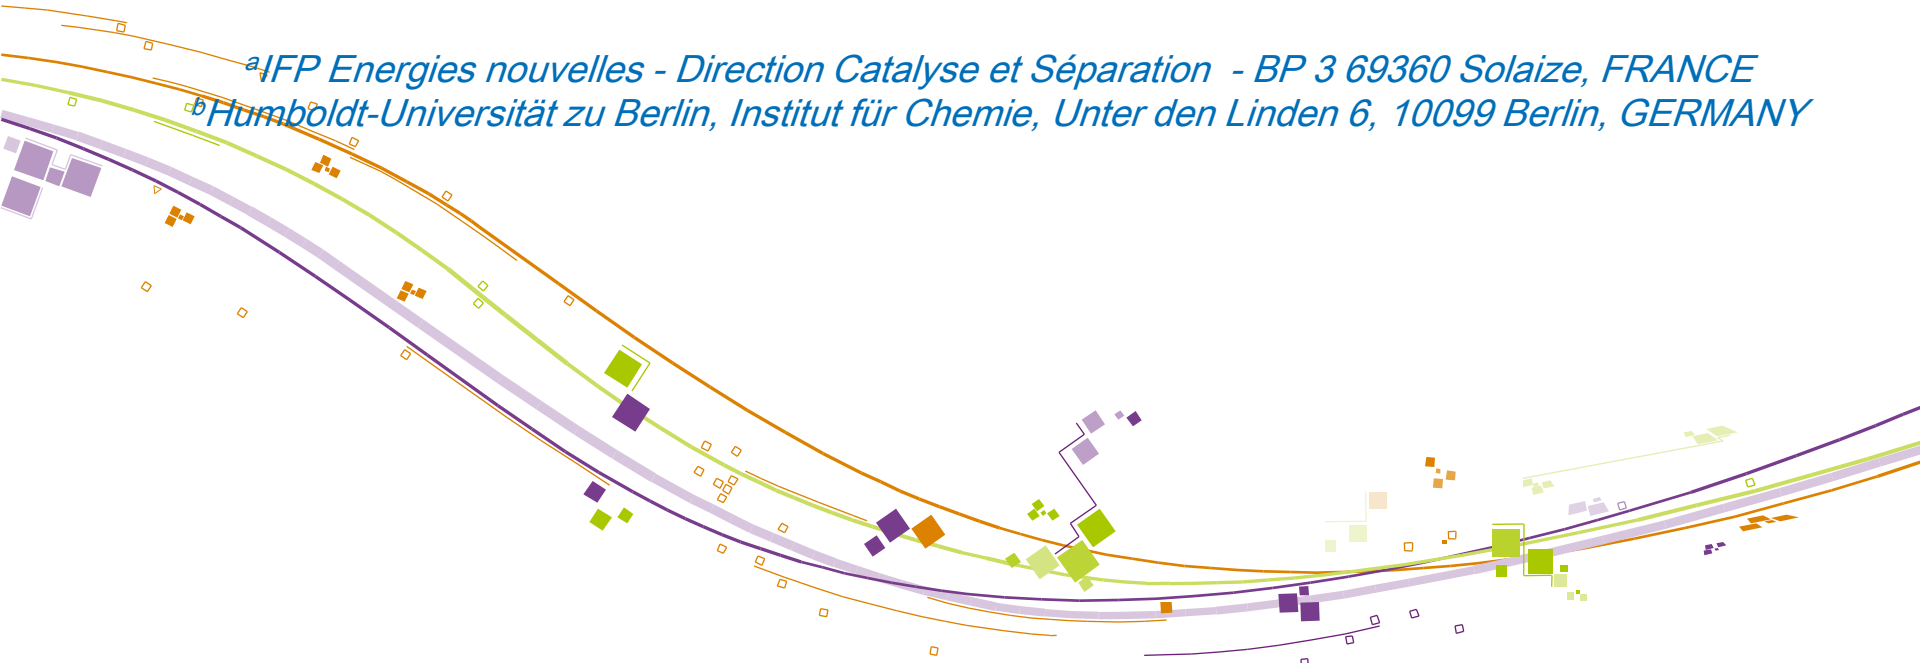 aIFP Energies nouvelles - Direction Catalyse et Séparation - BP 3 69360 Solaize, FRANCE
bHumboldt-Universität zu Berlin, Institut für Chemie, Unter den Linden 6, 10099 Berlin, GERMANY